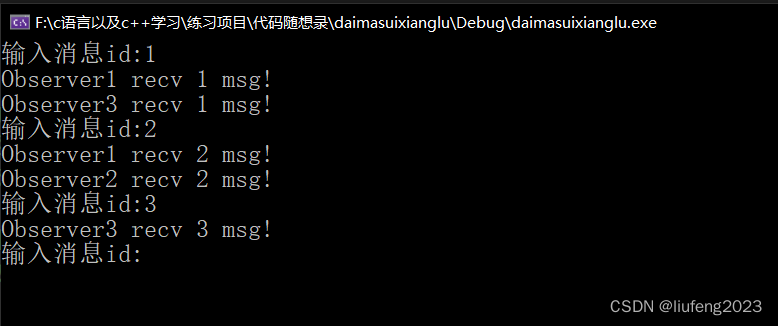 F:\c语言以及c++学习\练习项目\代码随想录\daimasuixianglu\Debug\daimasuixianglu.exe
输入消息id:1
Observer1 recv 1 msg!
Observer3 recv 1 msg!
输入消息id:2
Observer1 recv 2 msg!
Observer2 recv 2 msg!
输入消息id:3
Observer3 recv 3 msg!
输入消息id:
CSDN @liufeng2023